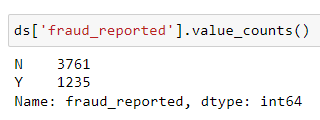 ds['fraud_reported'].value_counts()
N    3761
Y    1235
Name: fraud_reported, dtype: int64